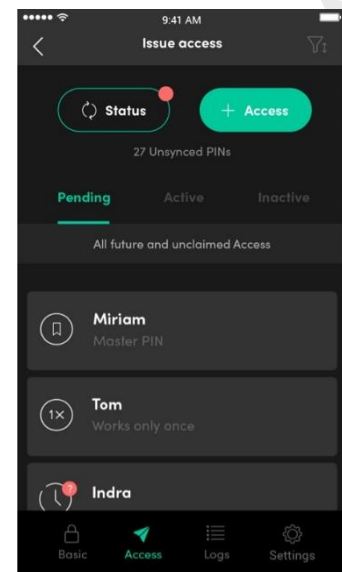 9:41 AM
Issue access
Status
+ Access
27 Unsynced PINs
Pending Active Inactive
All future and unclaimed Access
Miriam
Master PIN
1x
Tom
Works only once
?
Indra
Basic Access Logs Settings